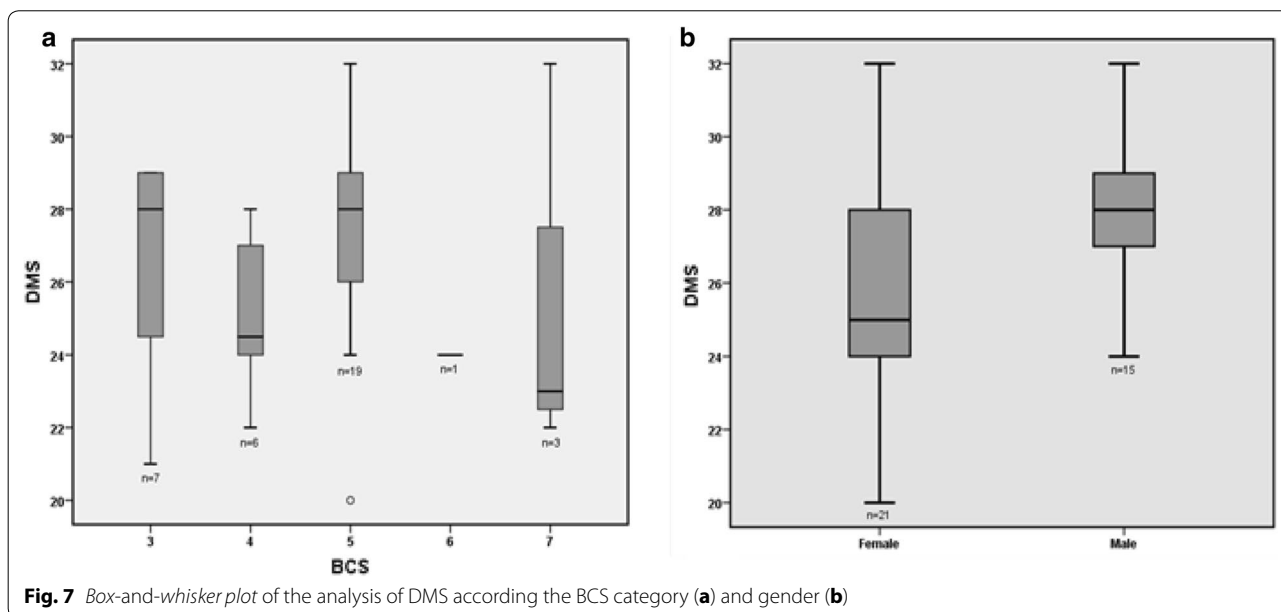 a
32
30
28
26
24
22
20
DMS
n=7
n=6
n=19
n=1
n=3
3 4 5 6 7
BCS
b
32
30
28
26
24
22
20
DMS
n=21
n=15
Female Male
Fig. 7 Box-and-whisker plot of the analysis of DMS according the BCS category (a) and gender (b)